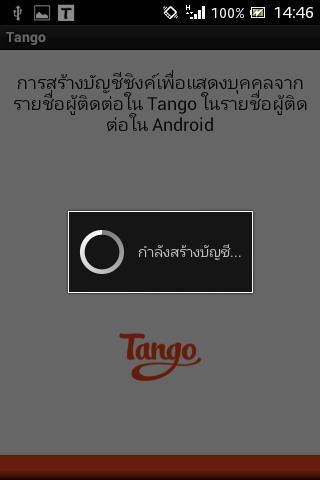 H 100% 14:46
Tango
การสร้างบัญชีซิงค์เพื่อแสดงบุคคลจาก
รายชื่อผู้ติดต่อใน Tango ในรายชื่อผู้ติด
ต่อใน Android
กำลังสร้างบัญชี...
Tango